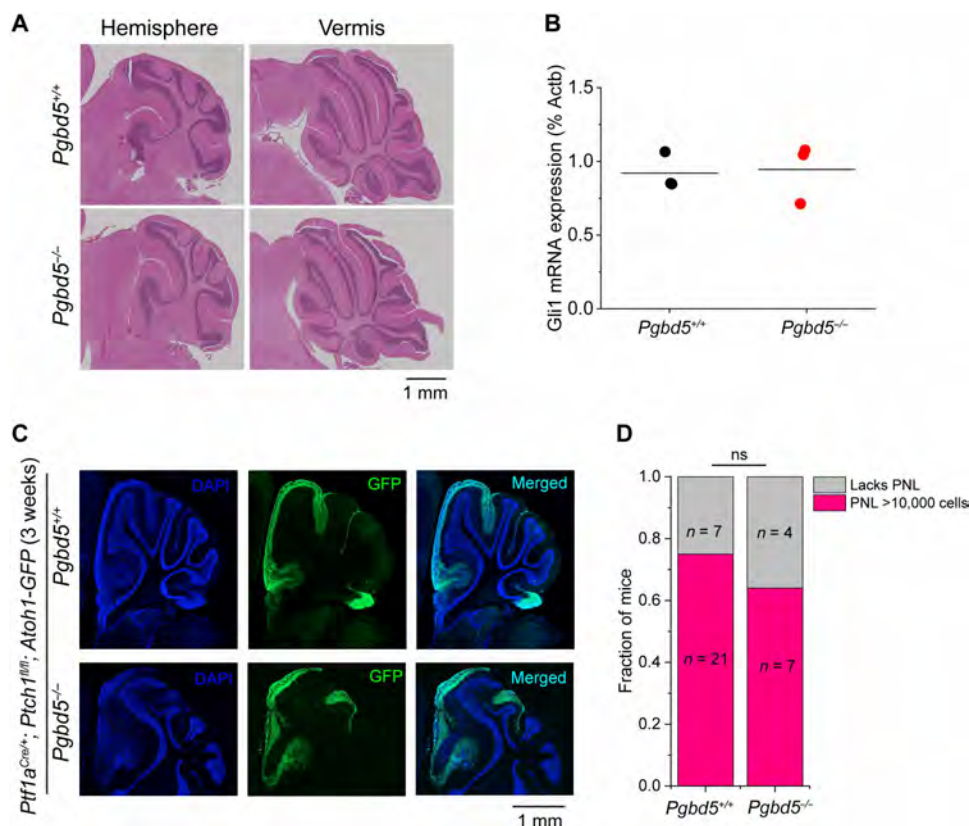 A
Hemisphere
Vermis
Pgbd5+/+
Pgbd5–/–
1 mm
B
Gli1 mRNA expression (% Actb)
1.5
1.0
0.5
0.0
Pgbd5+/+
Pgbd5–/–
C
Ptf1aCre/+; Ptch1fl/fl; Atoh1-GFP (3 weeks)
Pgbd5+/+
DAPI
GFP
Merged
Pgbd5–/–
DAPI
GFP
Merged
1 mm
D
ns
Fraction of mice
1.0
0.8
0.6
0.4
0.2
0.0
n = 7
n = 4
n = 21
n = 7
Pgbd5+/+
Pgbd5–/–
Lacks PNL
PNL >10,000 cells